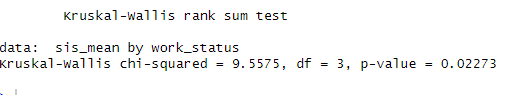 Kruskal-Wallis rank sum test
data:  sis_mean by work_status
Kruskal-Wallis chi-squared = 9.5575, df = 3, p-value = 0.02273
>